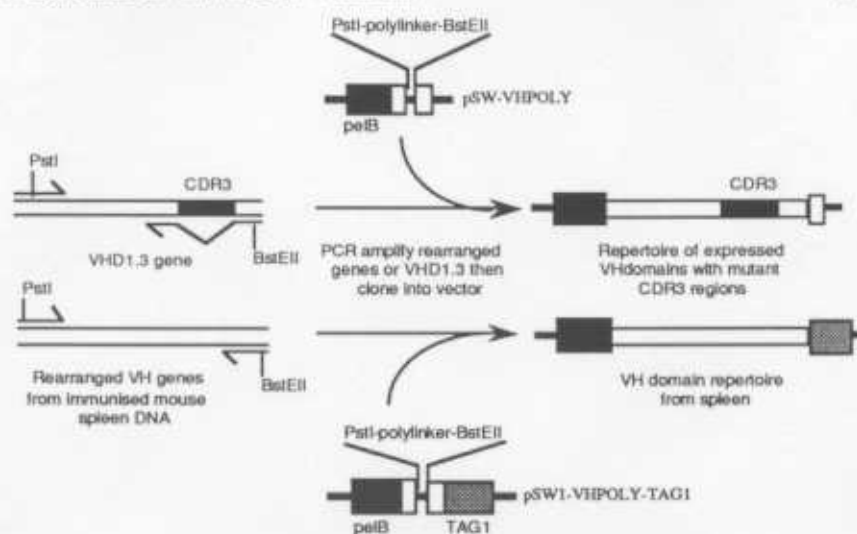 PstI-polylinker-BstEII
pSW-VHPOLY
pelB
PstI
CDR3
VHD1.3 gene
BstEII
PCR amplify rearranged
genes or VHD1.3 then
clone into vector
CDR3
Repertoire of expressed
VHdomains with mutant
CDR3 regions
PstI
BstEII
Rearranged VH genes
from immunised mouse
spleen DNA
VH domain repertoire
from spleen
PstI-polylinker-BstEII
pSW1-VHPOLY-TAG1
pelB
TAG1